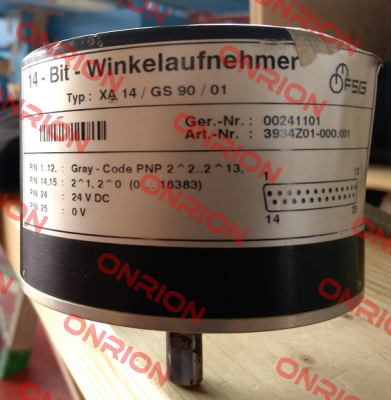 14 - Bit - Winkelaufnehmer
FSG
Typ : XA 14 / GS 90 / 01
Ger.-Nr. : 00241101
Art.-Nr. : 3934Z01-000.001
PIN 1..12, : Gray - Code PNP 2^2..2^13,
PIN 14,15 : 2^1, 2^0 (0... 16383)
PIN 24 : 24 V DC
PIN 25 : 0 V
13
14
25
ONRION
ONRION
ONRION
ONRION
ONRION
ONRION
ONRION
ONRION